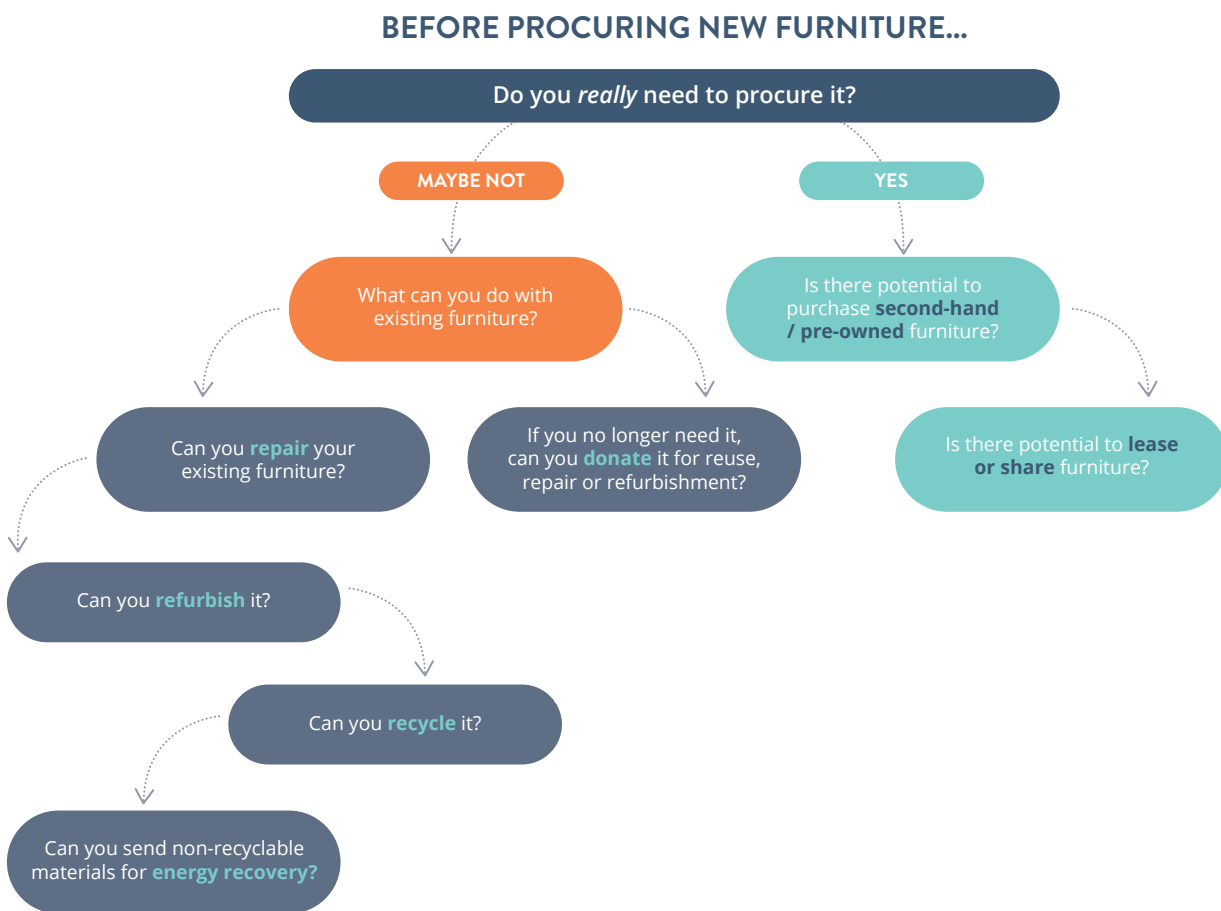 BEFORE PROCURING NEW FURNITURE...
Do you really need to procure it?
MAYBE NOT
YES
What can you do with
existing furniture?
Is there potential to
purchase second-hand
/ pre-owned furniture?
Can you repair your
existing furniture?
If you no longer need it,
can you donate it for reuse,
repair or refurbishment?
Is there potential to lease
or share furniture?
Can you refurbish it?
Can you recycle it?
Can you send non-recyclable
materials for energy recovery?